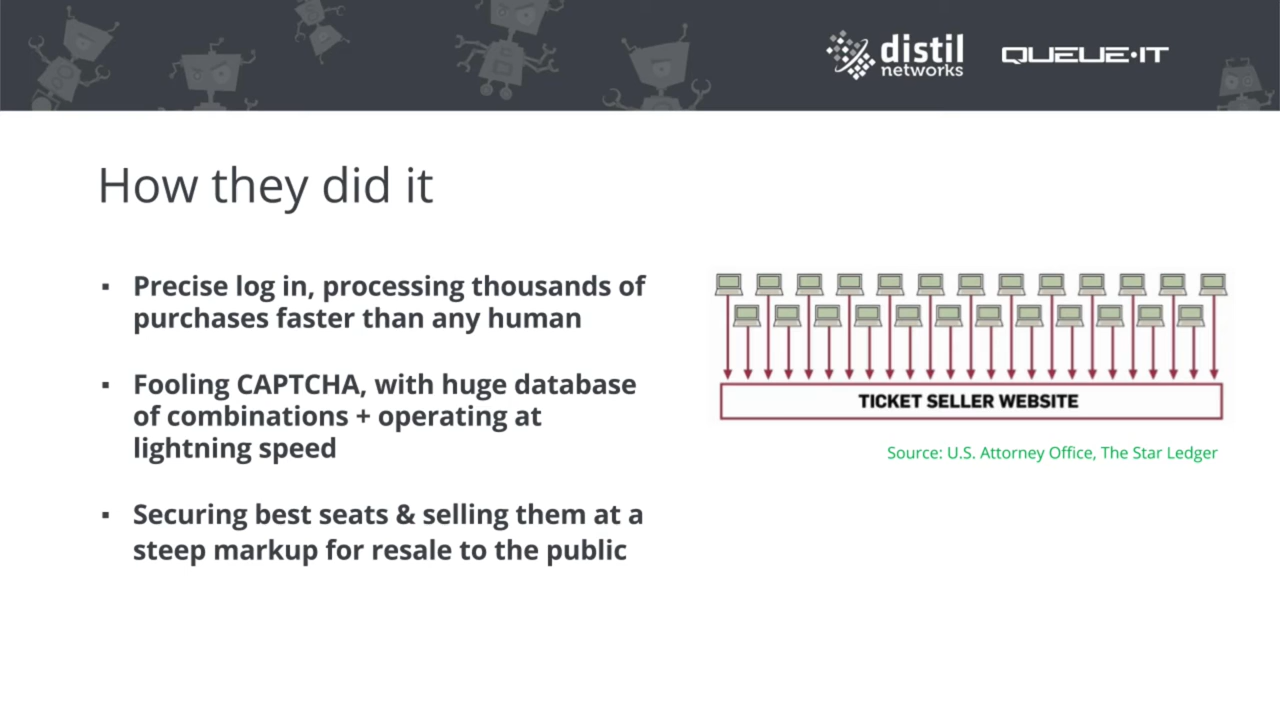 distil
networks
QUEUE-IT
How they did it
▪ Precise log in, processing thousands of
purchases faster than any human
▪ Fooling CAPTCHA, with huge database
of combinations + operating at
lightning speed
▪ Securing best seats & selling them at a
steep markup for resale to the public
TICKET SELLER WEBSITE
Source: U.S. Attorney Office, The Star Ledger